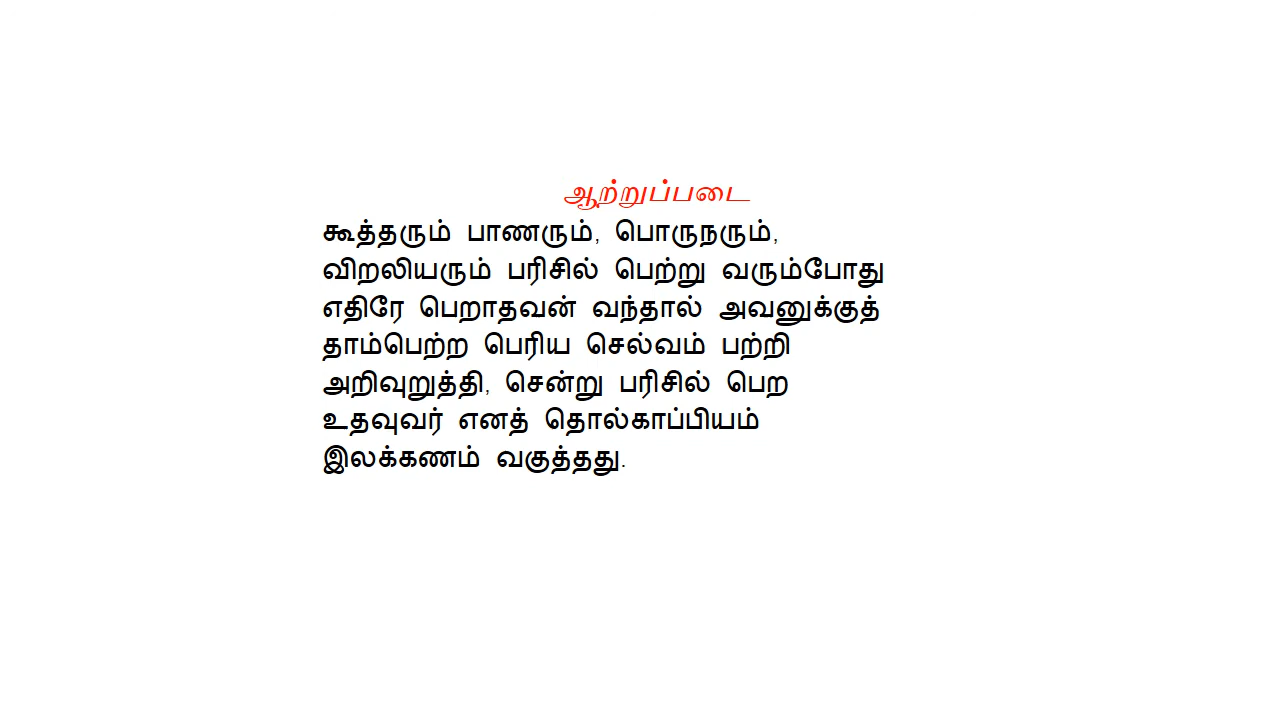 ஆற்றுப்படை
கூத்தரும் பாணரும், பொருநரும்,
விறலியரும் பரிசில் பெற்று வரும்போது
எதிரே பெறாதவன் வந்தால் அவனுக்குத்
தாம்பெற்ற பெரிய செல்வம் பற்றி
அறிவுறுத்தி, சென்று பரிசில் பெற
உதவுவர் எனத் தொல்காப்பியம்
இலக்கணம் வகுத்தது.